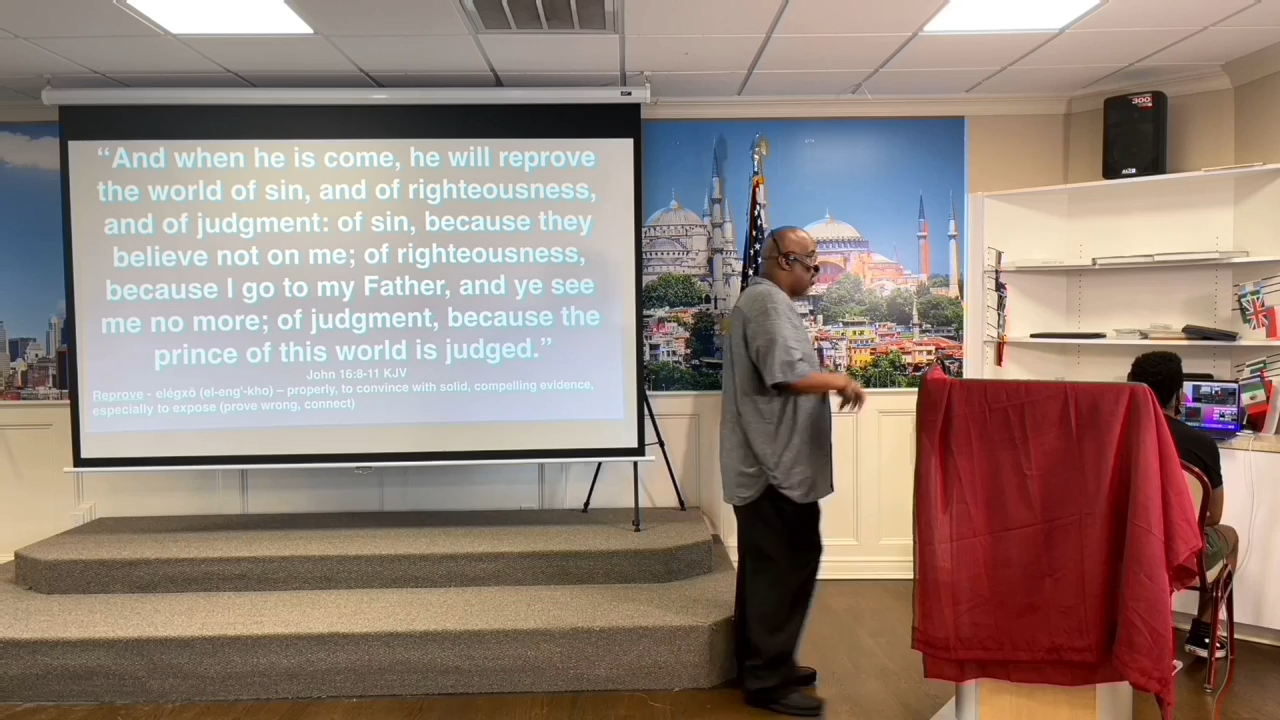 “And when he is come, he will reprove
the world of sin, and of righteousness,
and of judgment: of sin, because they
believe not on me; of righteousness,
because I go to my Father, and ye see
me no more; of judgment, because the
prince of this world is judged.”
John 16:8-11 KJV
Reprove - elégxō (el-eng'-kho) – properly, to convince with solid, compelling evidence,
especially to expose (prove wrong, connect)
300
ALTO